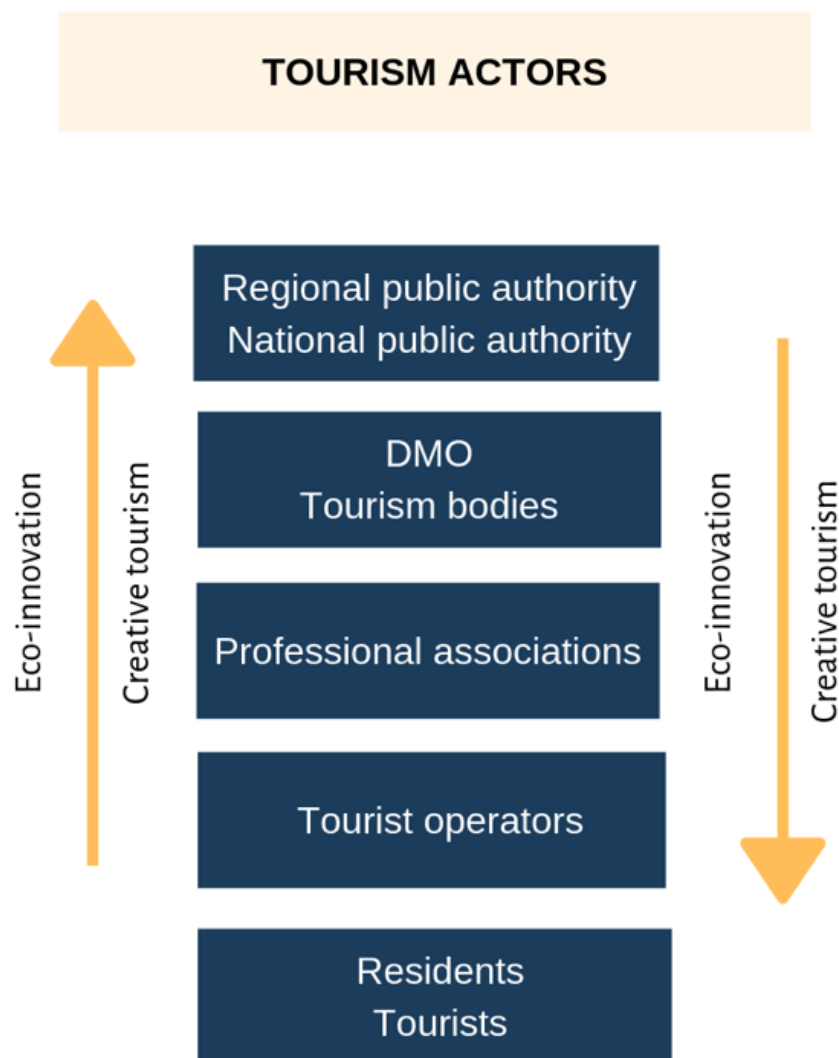 TOURISM ACTORS
Regional public authority
National public authority
DMO
Tourism bodies
Professional associations
Tourist operators
Residents
Tourists
Eco-innovation
Creative tourism
Eco-innovation
Creative tourism